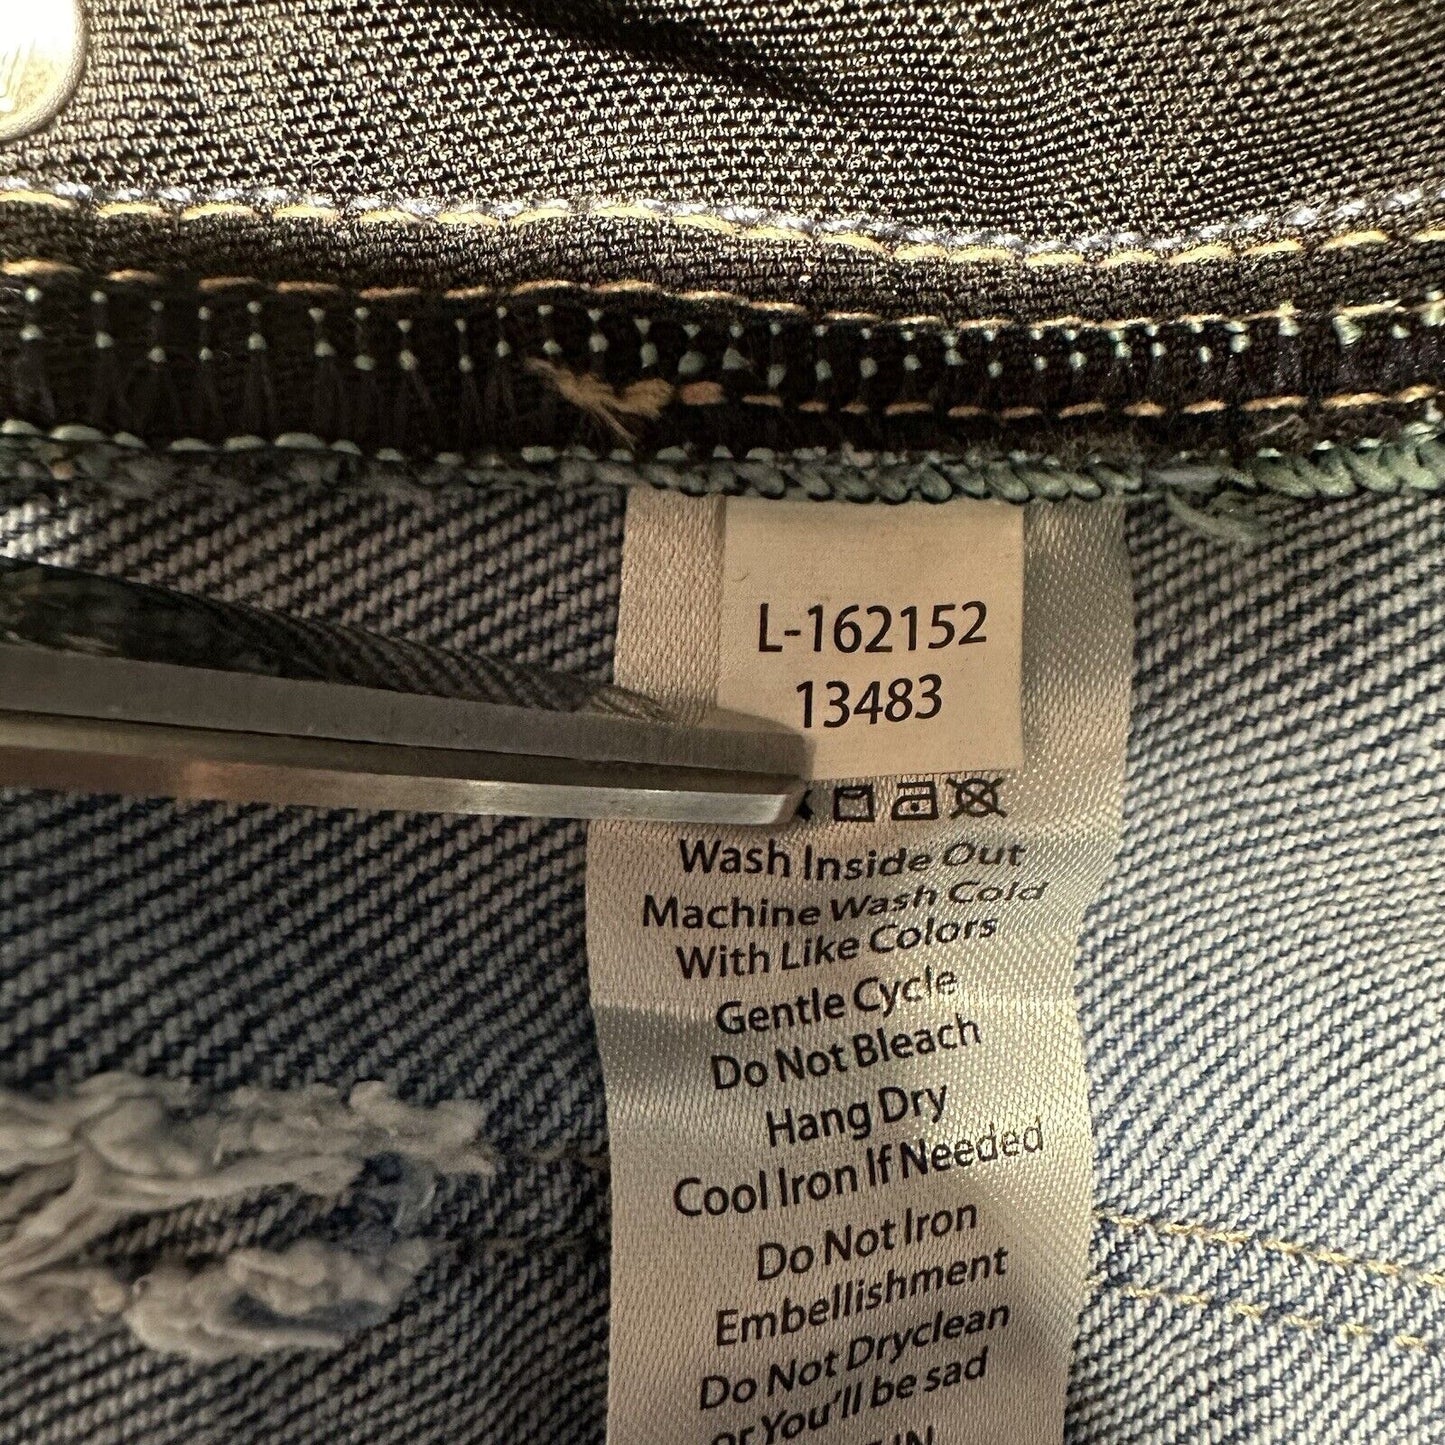 L-162152
13483
Wash Inside Out
Machine Wash Cold
With Like Colors
Gentle Cycle
Do Not Bleach
Hang Dry
Cool Iron If Needed
Do Not Iron
Embellishment
Do Not Dryclean
or You'll be sad
IN